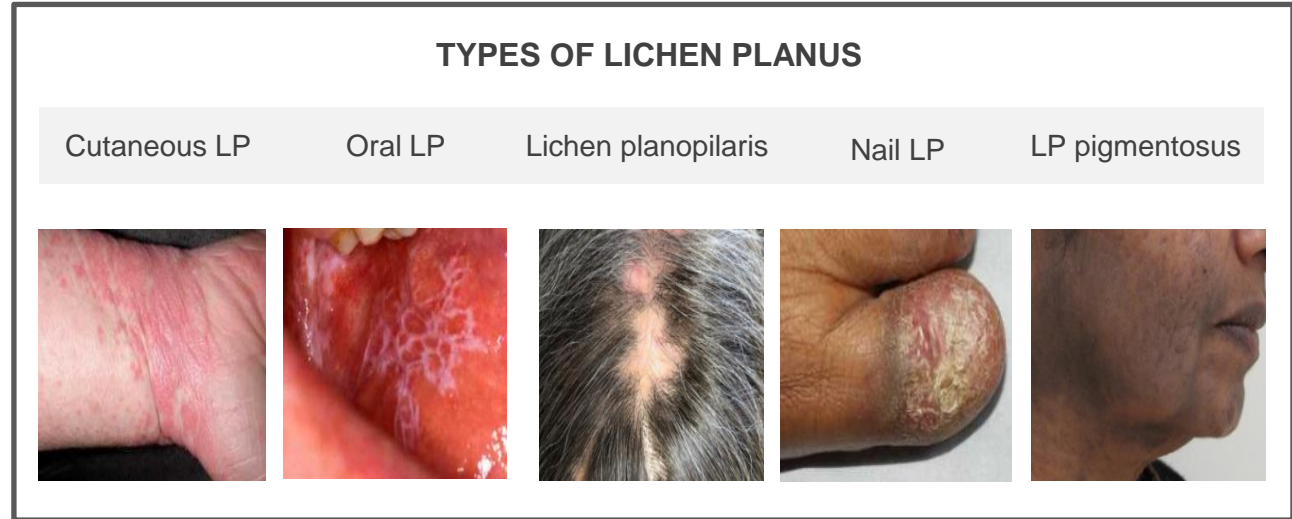 TYPES OF LICHEN PLANUS
Cutaneous LP Oral LP Lichen planopilaris Nail LP LP pigmentosus